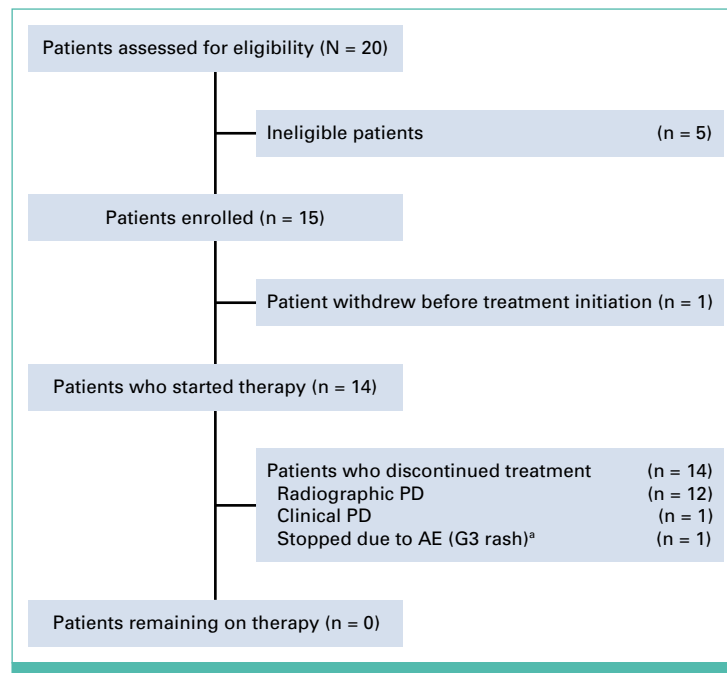 Patients assessed for eligibility (N = 20)
Ineligible patients (n = 5)
Patients enrolled (n = 15)
Patient withdrew before treatment initiation (n = 1)
Patients who started therapy (n = 14)
Patients who discontinued treatment (n = 14)
Radiographic PD (n = 12)
Clinical PD (n = 1)
Stopped due to AE (G3 rash)ᵃ (n = 1)
Patients remaining on therapy (n = 0)